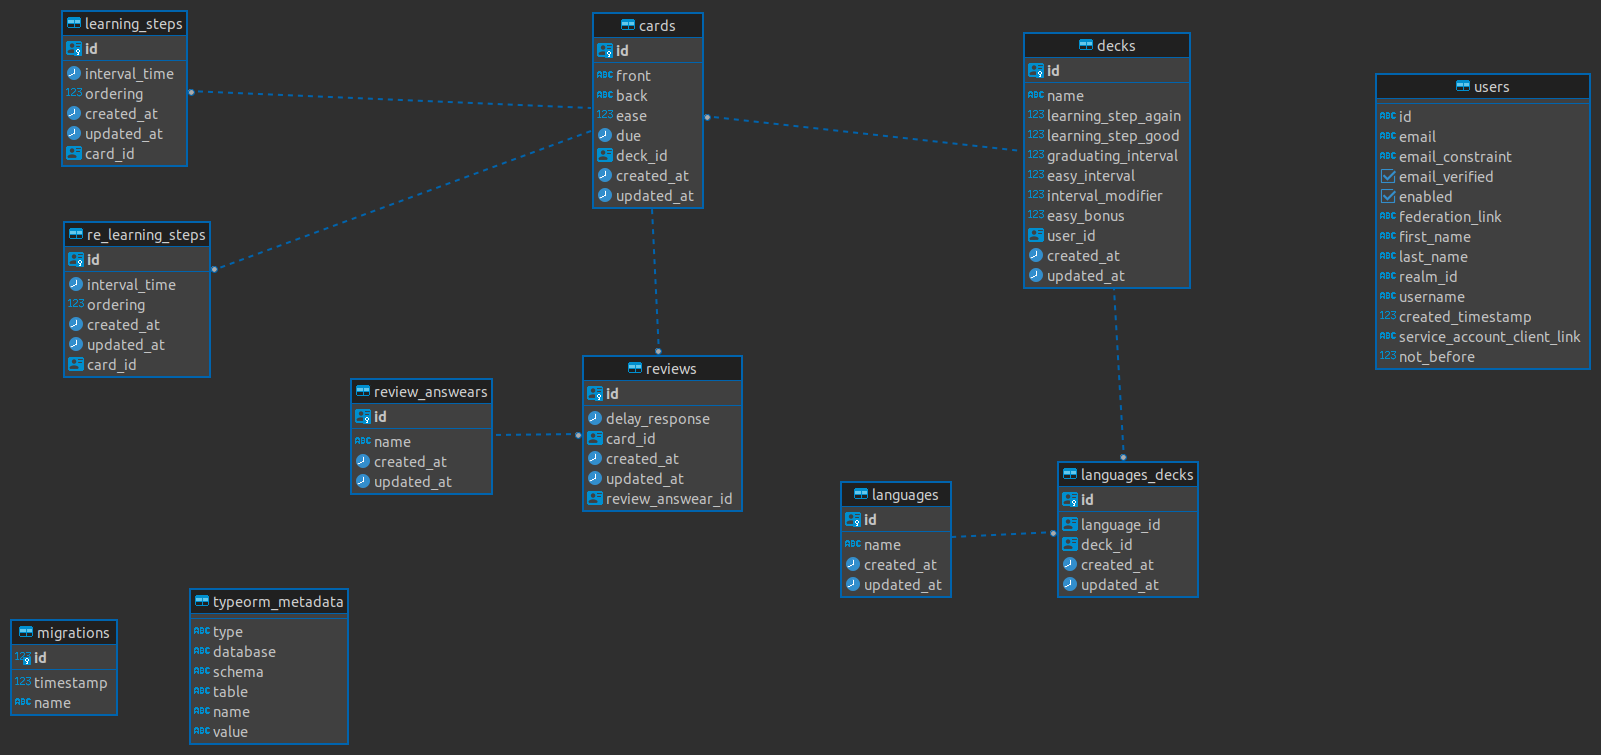 learning_steps
id
interval_time
123 ordering
created_at
updated_at
card_id
cards
id
ABC front
ABC back
123 ease
due
deck_id
created_at
updated_at
decks
id
ABC name
123 learning_step_again
123 learning_step_good
123 graduating_interval
123 easy_interval
123 interval_modifier
123 easy_bonus
user_id
created_at
updated_at
users
ABC id
ABC email
ABC email_constraint
email_verified
enabled
ABC federation_link
ABC first_name
ABC last_name
ABC realm_id
ABC username
123 created_timestamp
ABC service_account_client_link
123 not_before
re_learning_steps
id
interval_time
123 ordering
created_at
updated_at
card_id
review_answears
id
ABC name
created_at
updated_at
reviews
id
delay_response
card_id
created_at
updated_at
review_answear_id
languages
id
ABC name
created_at
updated_at
languages_decks
id
language_id
deck_id
created_at
updated_at
migrations
123 id
123 timestamp
ABC name
typeorm_metadata
ABC type
ABC database
ABC schema
ABC table
ABC name
ABC value